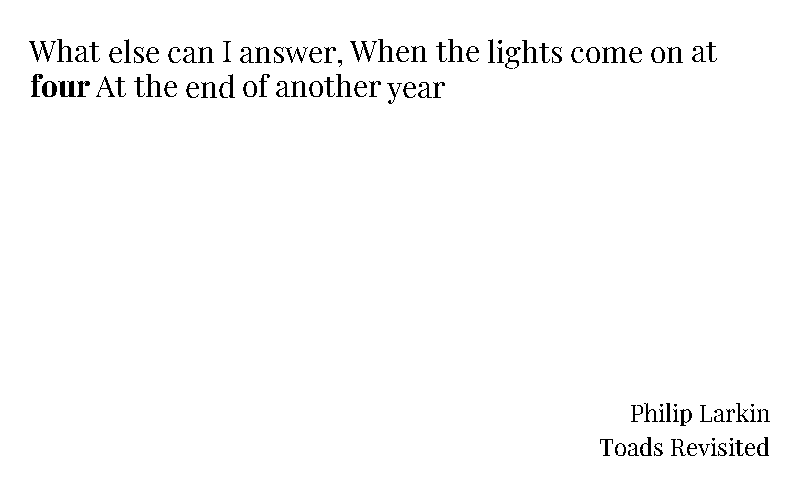 What else can I answer, When the lights come on at
four At the end of another year
Philip Larkin
Toads Revisited